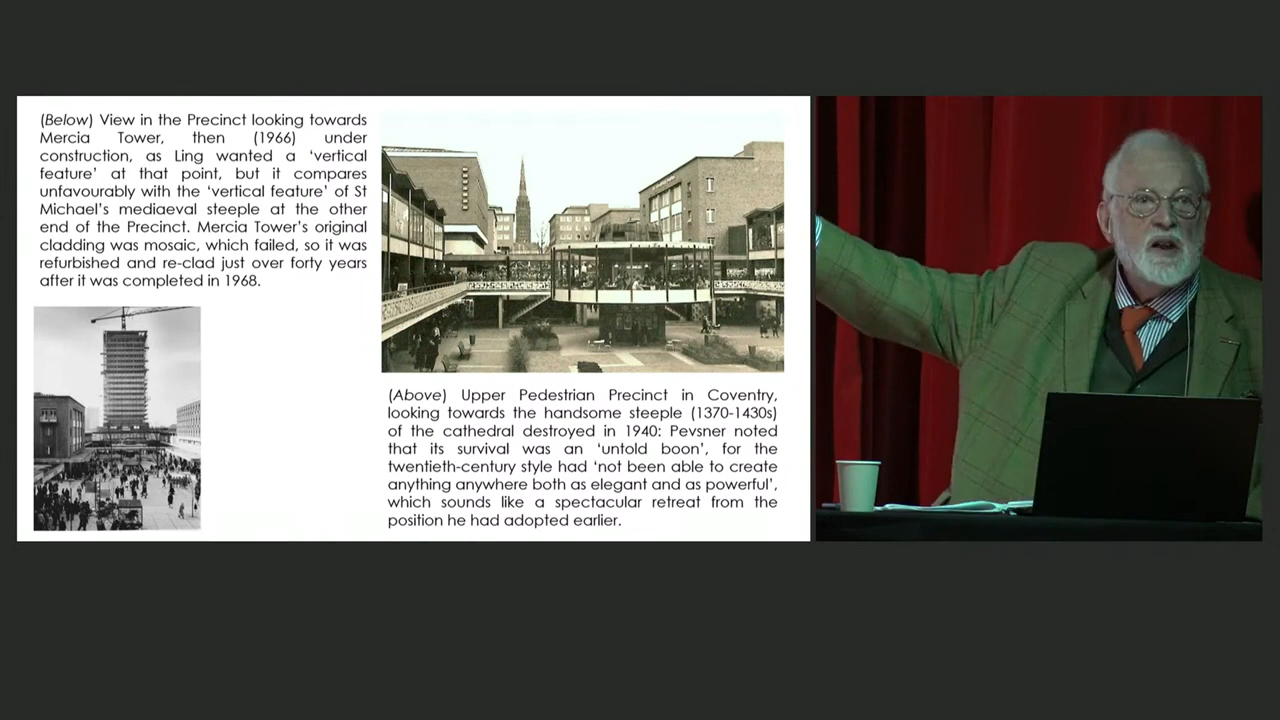 (Below) View in the Precinct looking towards
Mercia Tower, then (1966) under
construction, as Ling wanted a ‘vertical
feature’ at that point, but it compares
unfavourably with the ‘vertical feature’ of St
Michael’s mediaeval steeple at the other
end of the Precinct. Mercia Tower’s original
cladding was mosaic, which failed, so it was
refurbished and re-clad just over forty years
after it was completed in 1968.
(Above) Upper Pedestrian Precinct in Coventry,
looking towards the handsome steeple (1370-1430s)
of the cathedral destroyed in 1940: Pevsner noted
that its survival was an ‘untold boon’, for the
twentieth-century style had ‘not been able to create
anything anywhere both as elegant and as powerful’,
which sounds like a spectacular retreat from the
position he had adopted earlier.